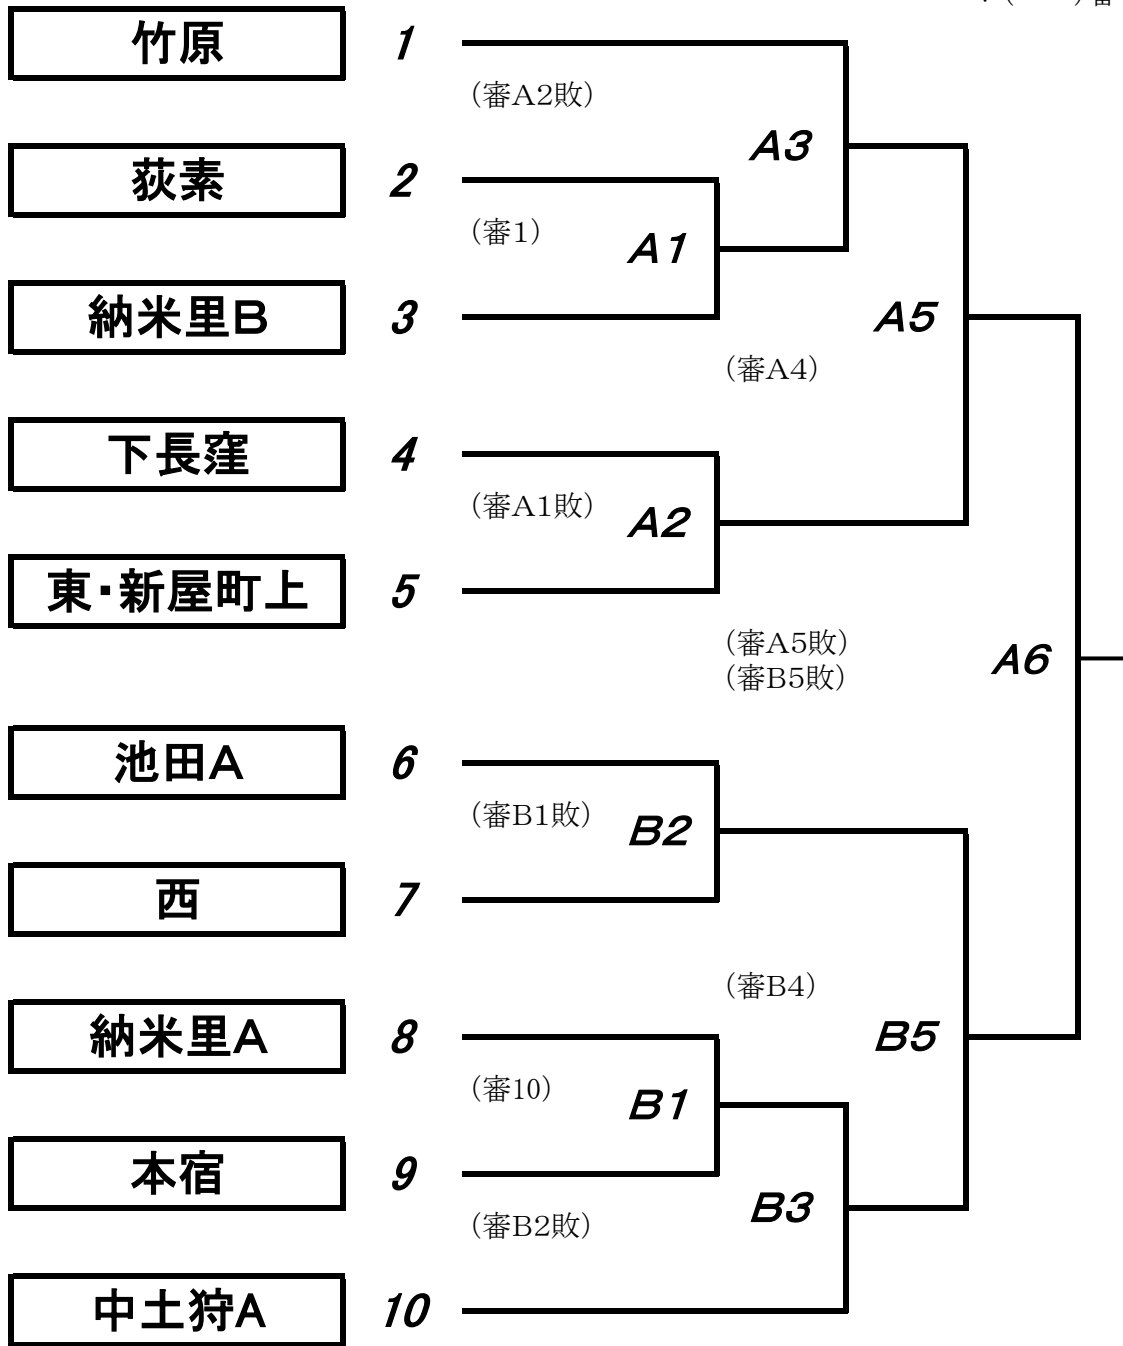 竹原 1
(審A2敗)
A3
荻素 2
(審1)
A1
納米里B 3
A5
(審A4)
下長窪 4
(審A1敗)
A2
東・新屋町上 5
(審A5敗)
(審B5敗)
A6
池田A 6
(審B1敗)
B2
西 7
(審B4)
納米里A 8
B5
(審10)
B1
本宿 9
(審B2敗)
B3
中土狩A 10